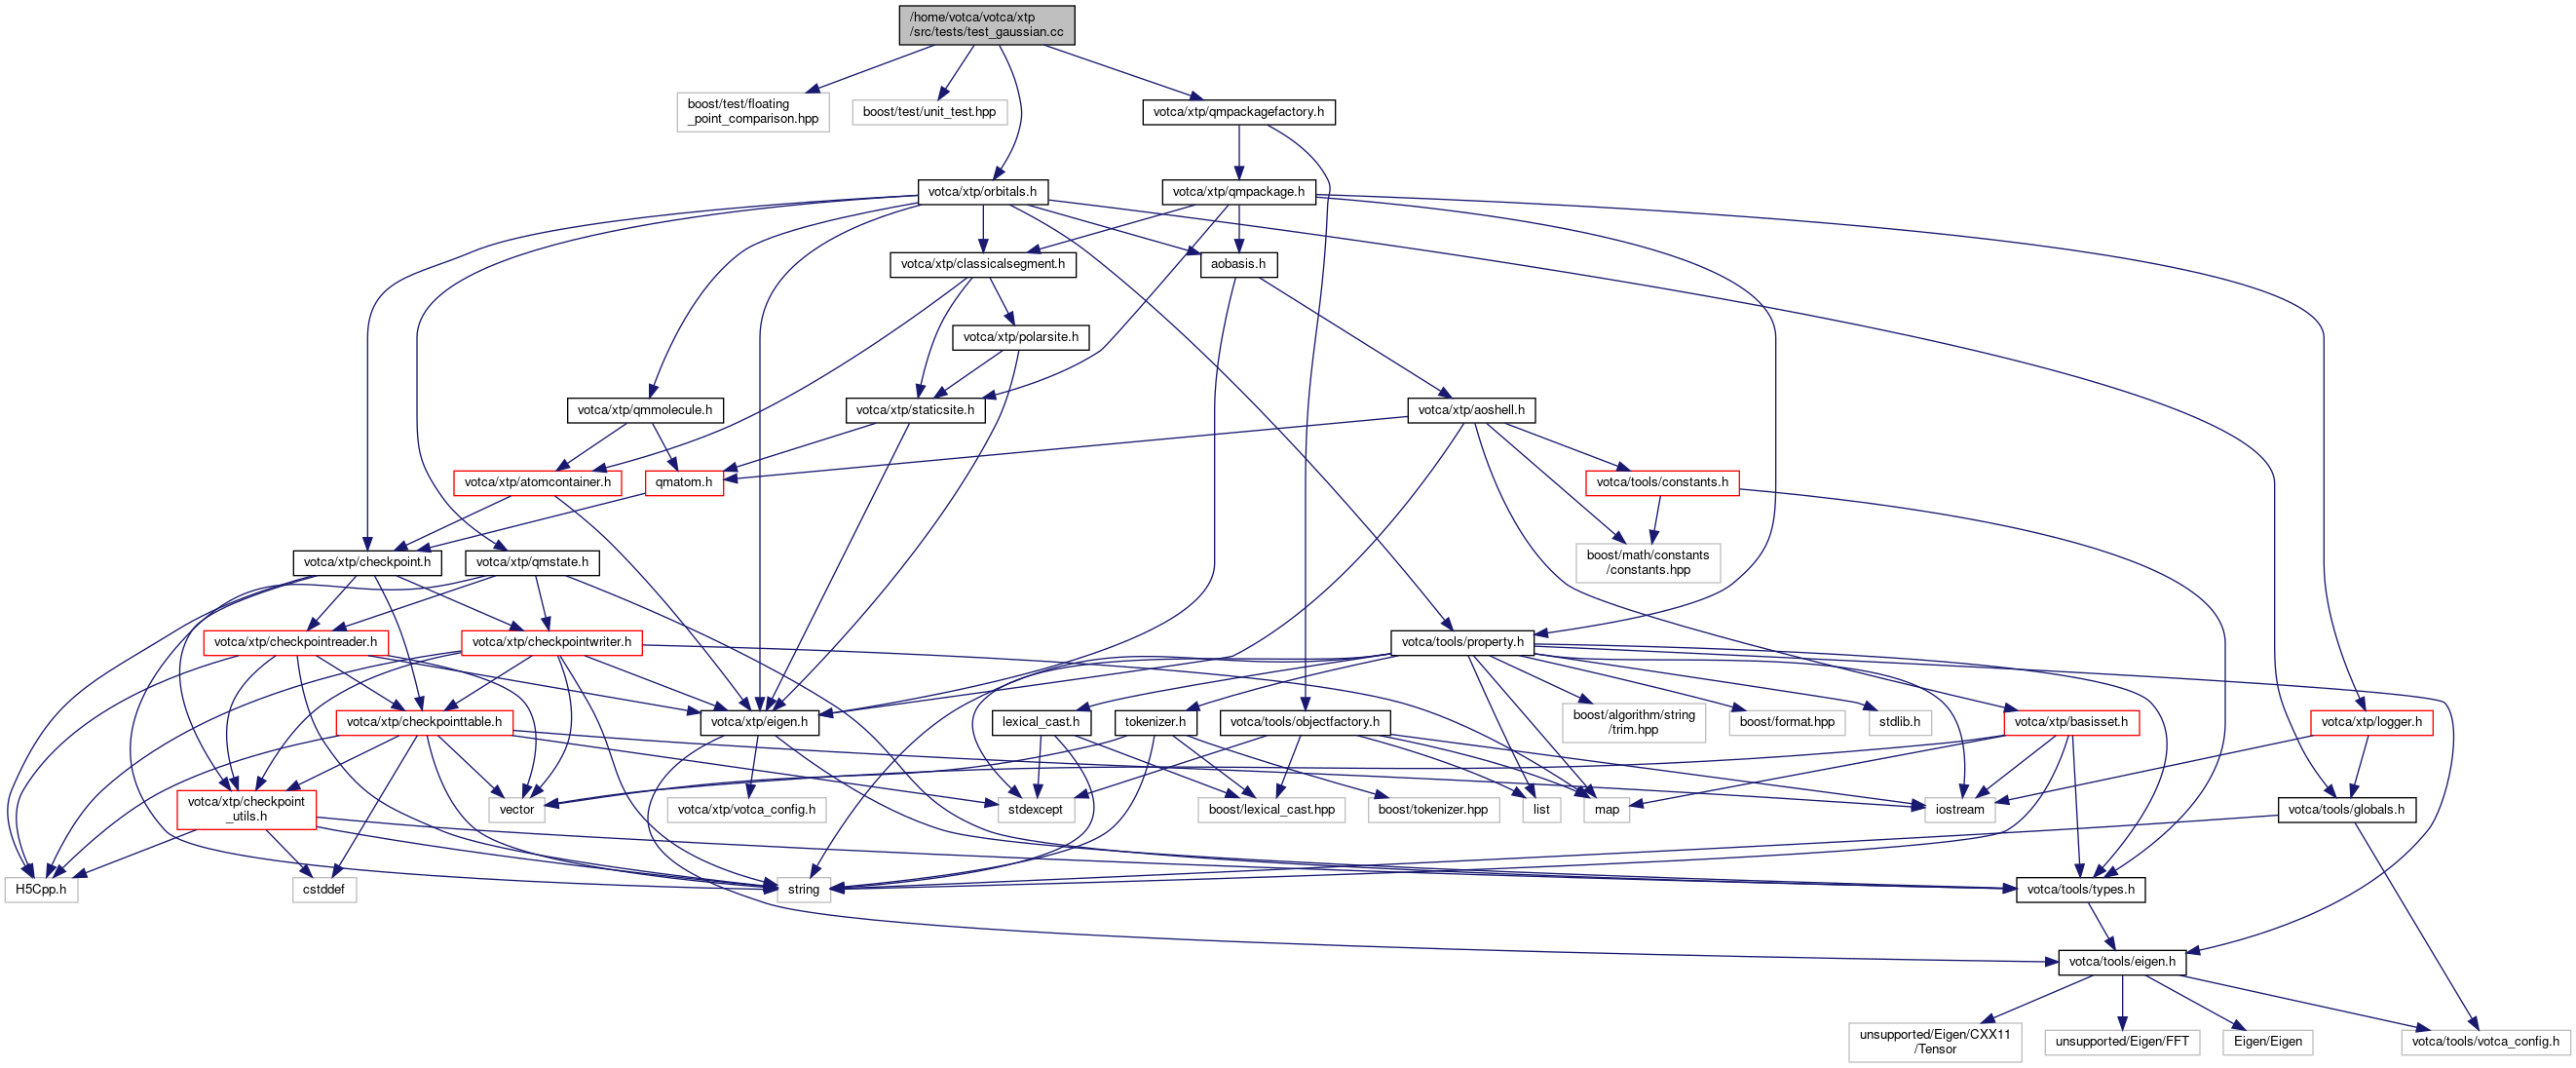 /home/votca/votca/xtp
/src/tests/test_gaussian.cc
boost/test/floating
_point_comparison.hpp
boost/test/unit_test.hpp
votca/xtp/qmpackagefactory.h
votca/xtp/orbitals.h
votca/xtp/qmpackage.h
votca/xtp/classicalsegment.h
aobasis.h
votca/xtp/polarsite.h
votca/xtp/qmmolecule.h
votca/xtp/staticsite.h
votca/xtp/aoshell.h
votca/xtp/atomcontainer.h
qmatom.h
votca/tools/constants.h
votca/xtp/checkpoint.h
votca/xtp/qmstate.h
boost/math/constants
/constants.hpp
votca/xtp/checkpointreader.h
votca/xtp/checkpointwriter.h
votca/tools/property.h
votca/xtp/checkpointtable.h
votca/xtp/eigen.h
lexical_cast.h
tokenizer.h
votca/tools/objectfactory.h
boost/algorithm/string
/trim.hpp
boost/format.hpp
stdlib.h
votca/xtp/basisset.h
votca/xtp/logger.h
votca/xtp/checkpoint
_utils.h
vector
votca/xtp/votca_config.h
stdexcept
boost/lexical_cast.hpp
boost/tokenizer.hpp
list
map
iostream
votca/tools/globals.h
H5Cpp.h
cstddef
string
votca/tools/types.h
votca/tools/eigen.h
unsupported/Eigen/CXX11
/Tensor
unsupported/Eigen/FFT
Eigen/Eigen
votca/tools/votca_config.h